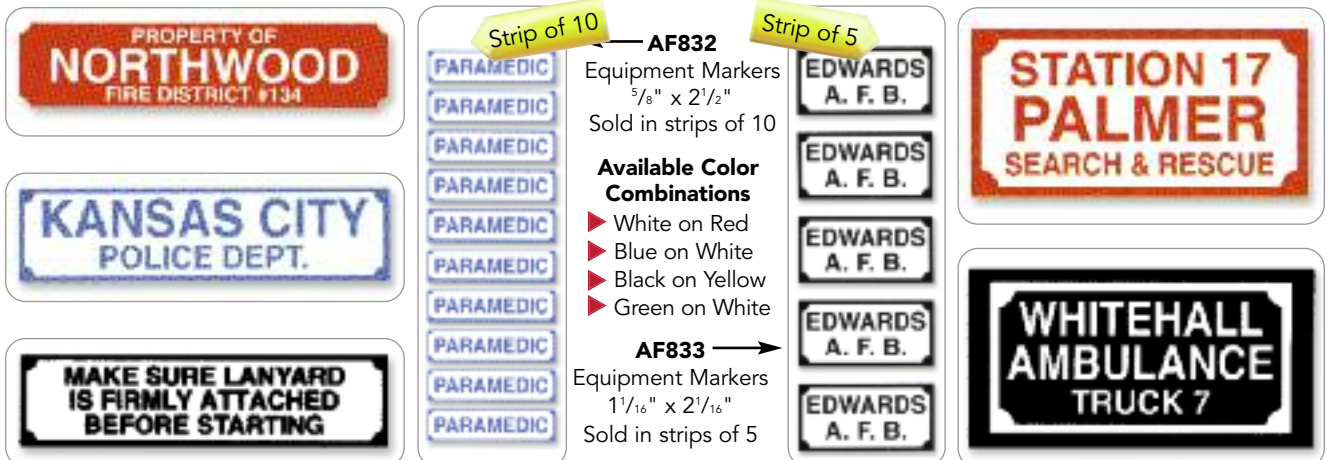 PROPERTY OF
NORTHWOOD
FIRE DISTRICT #134
KANSAS CITY
POLICE DEPT.
MAKE SURE LANYARD
IS FIRMLY ATTACHED
BEFORE STARTING
Strip of 10
PARAMEDIC
PARAMEDIC
PARAMEDIC
PARAMEDIC
PARAMEDIC
PARAMEDIC
PARAMEDIC
PARAMEDIC
PARAMEDIC
PARAMEDIC
AF832
Equipment Markers
5/8" x 2 1/2"
Sold in strips of 10
Available Color
Combinations
White on Red
Blue on White
Black on Yellow
Green on White
AF833
Equipment Markers
1 1/16" x 2 1/16"
Sold in strips of 5
Strip of 5
EDWARDS
A. F. B.
EDWARDS
A. F. B.
EDWARDS
A. F. B.
EDWARDS
A. F. B.
EDWARDS
A. F. B.
STATION 17
PALMER
SEARCH & RESCUE
WHITEHALL
AMBULANCE
TRUCK 7